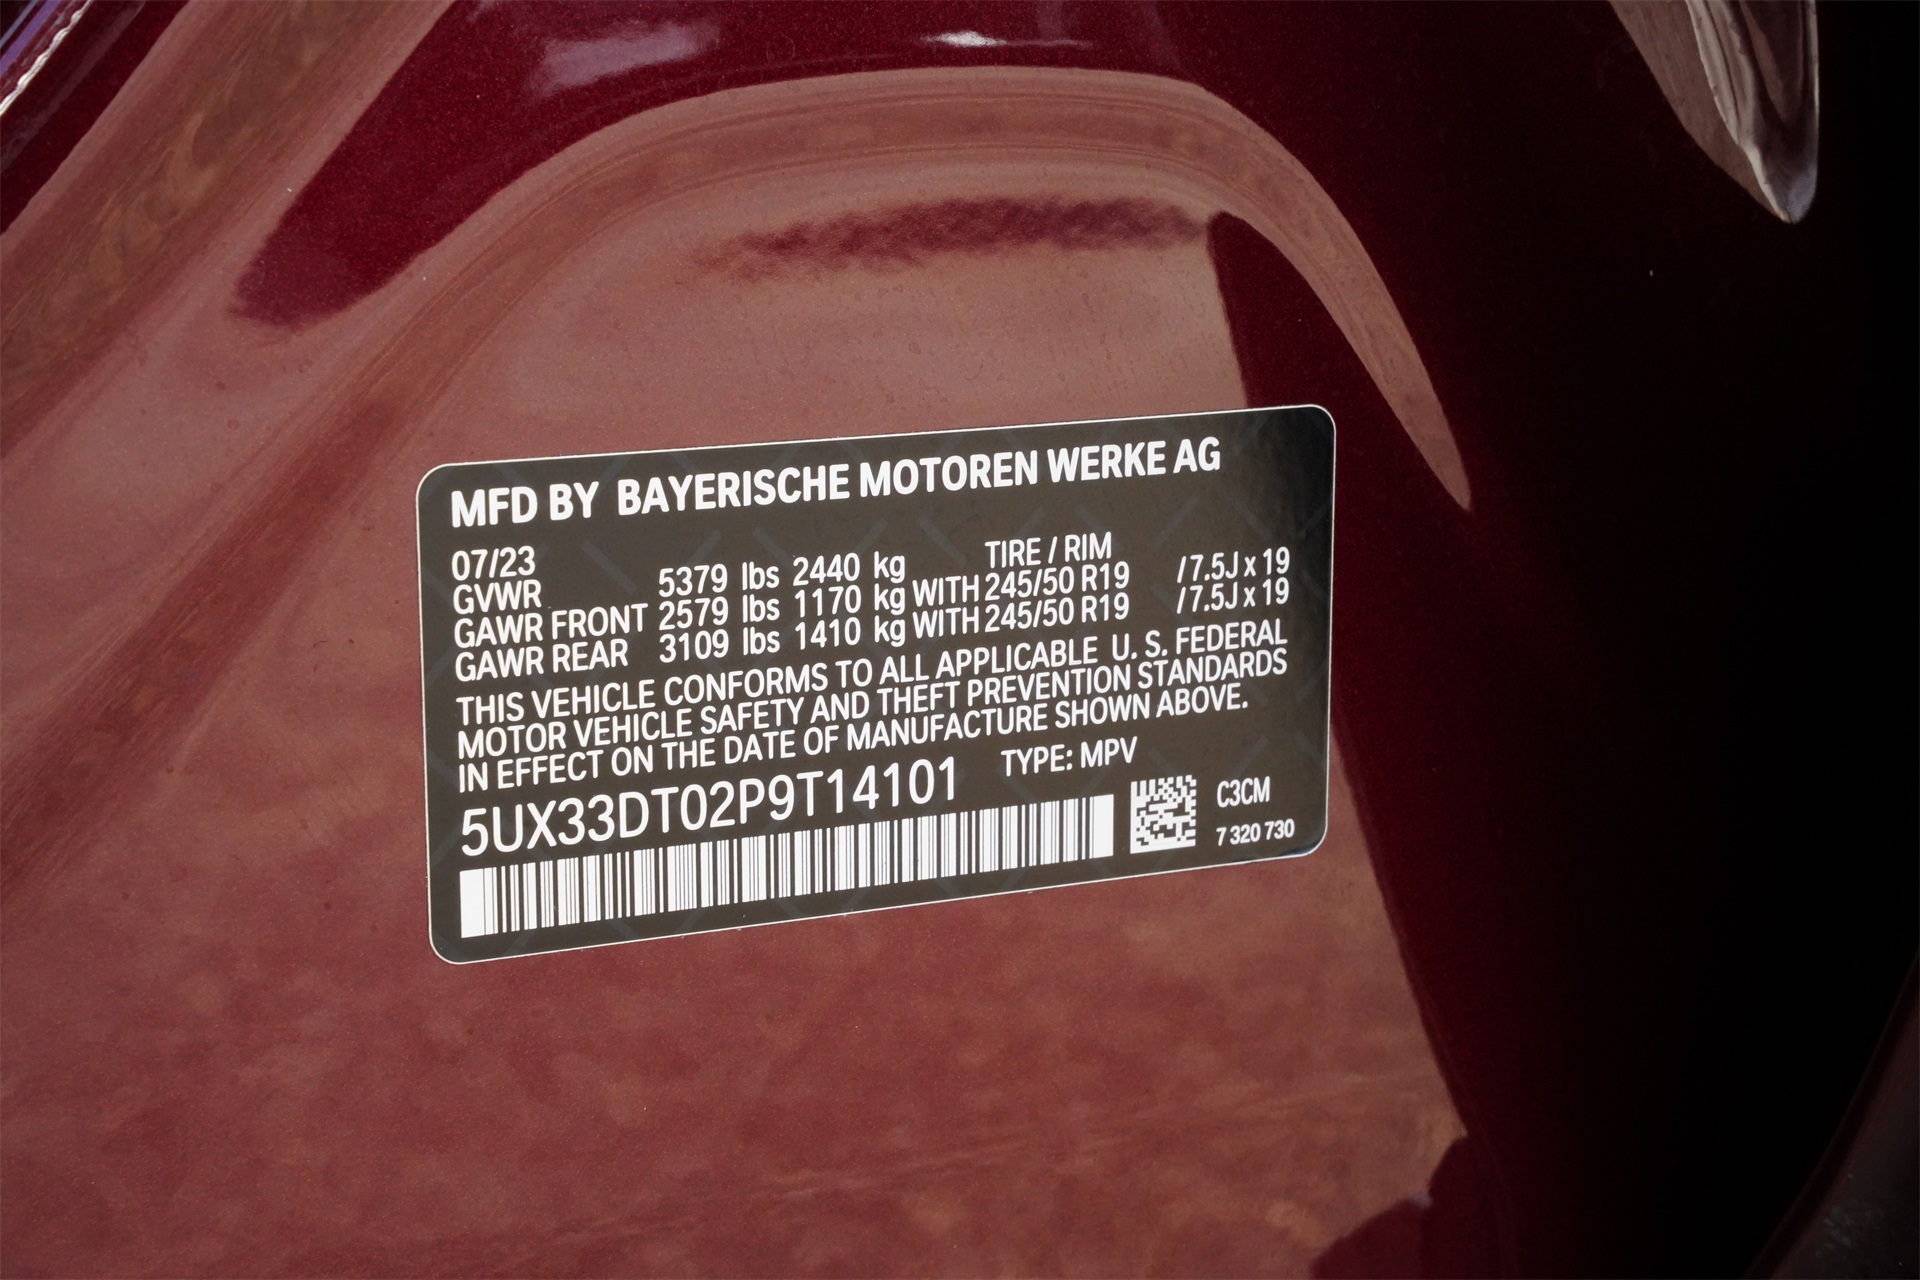 MFD BY BAYERISCHE MOTOREN WERKE AG
07/23 TIRE / RIM
GVWR 5379 lbs 2440 kg
GAWR FRONT 2579 lbs 1170 kg WITH 245/50 R19 / 7.5J x 19
GAWR REAR 3109 lbs 1410 kg WITH 245/50 R19 / 7.5J x 19
THIS VEHICLE CONFORMS TO ALL APPLICABLE U. S. FEDERAL
MOTOR VEHICLE SAFETY AND THEFT PREVENTION STANDARDS
IN EFFECT ON THE DATE OF MANUFACTURE SHOWN ABOVE.
5UX33DT02P9T14101 TYPE: MPV
C3CM
7 320 730